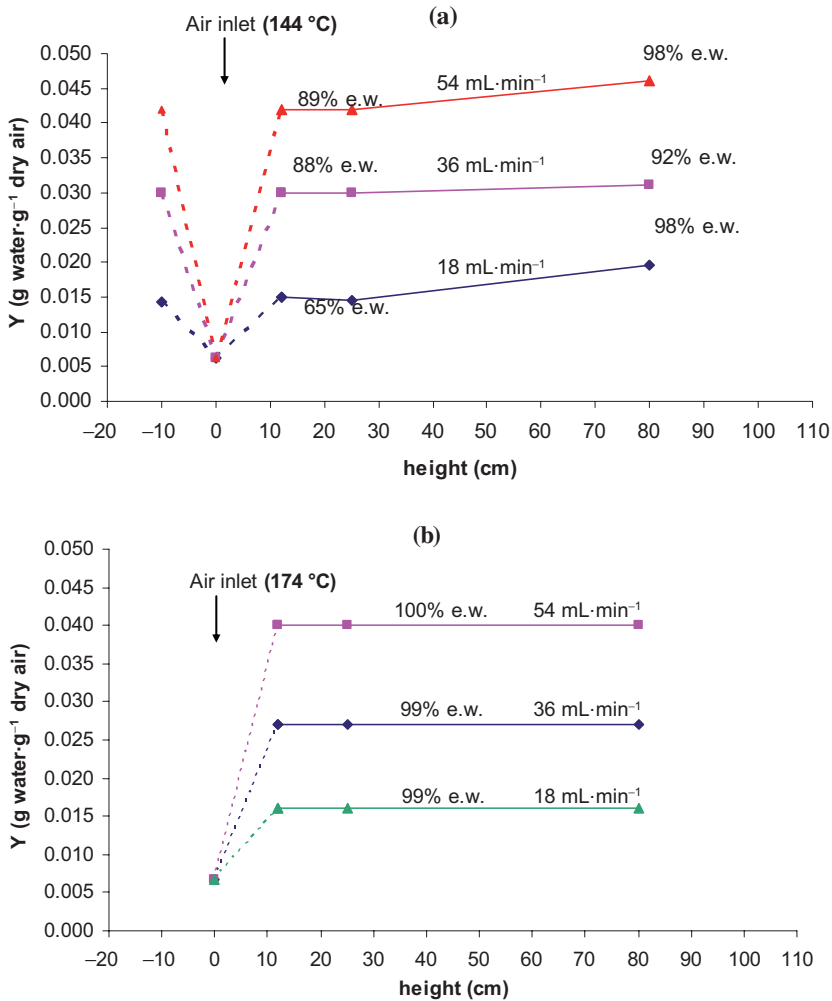 (a)
Air inlet (144 °C)
0.050
0.045
0.040
0.035
0.030
0.025
0.020
0.015
0.010
0.005
0.000
Y (g water·g⁻¹ dry air)
98% e.w.
54 mL·min⁻¹
89% e.w.
92% e.w.
36 mL·min⁻¹
88% e.w.
98% e.w.
18 mL·min⁻¹
65% e.w.
−20 −10 0 10 20 30 40 50 60 70 80 90 100 110
height (cm)
(b)
Air inlet (174 °C)
0.050
0.045
0.040
0.035
0.030
0.025
0.020
0.015
0.010
0.005
0.000
Y (g water·g⁻¹ dry air)
100% e.w. 54 mL·min⁻¹
99% e.w. 36 mL·min⁻¹
99% e.w. 18 mL·min⁻¹
−20 −10 0 10 20 30 40 50 60 70 80 90 100 110
height (cm)